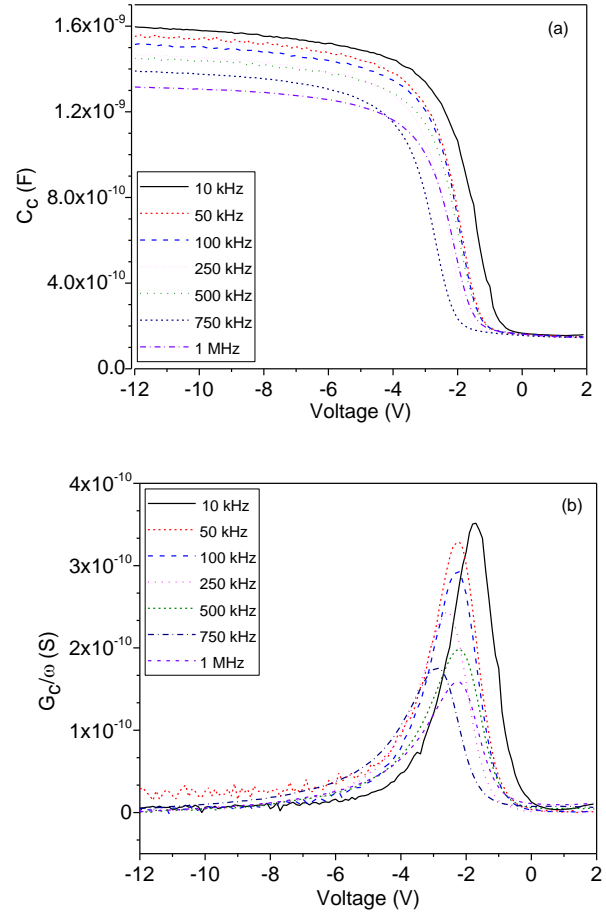 (a)
1.6x10⁻⁹
1.2x10⁻⁹
8.0x10⁻¹⁰
4.0x10⁻¹⁰
0.0
C_C (F)
10 kHz
50 kHz
100 kHz
250 kHz
500 kHz
750 kHz
1 MHz
-12 -10 -8 -6 -4 -2 0 2
Voltage (V)
(b)
4x10⁻¹⁰
3x10⁻¹⁰
2x10⁻¹⁰
1x10⁻¹⁰
0
G_C/ω (S)
10 kHz
50 kHz
100 kHz
250 kHz
500 kHz
750 kHz
1 MHz
-12 -10 -8 -6 -4 -2 0 2
Voltage (V)